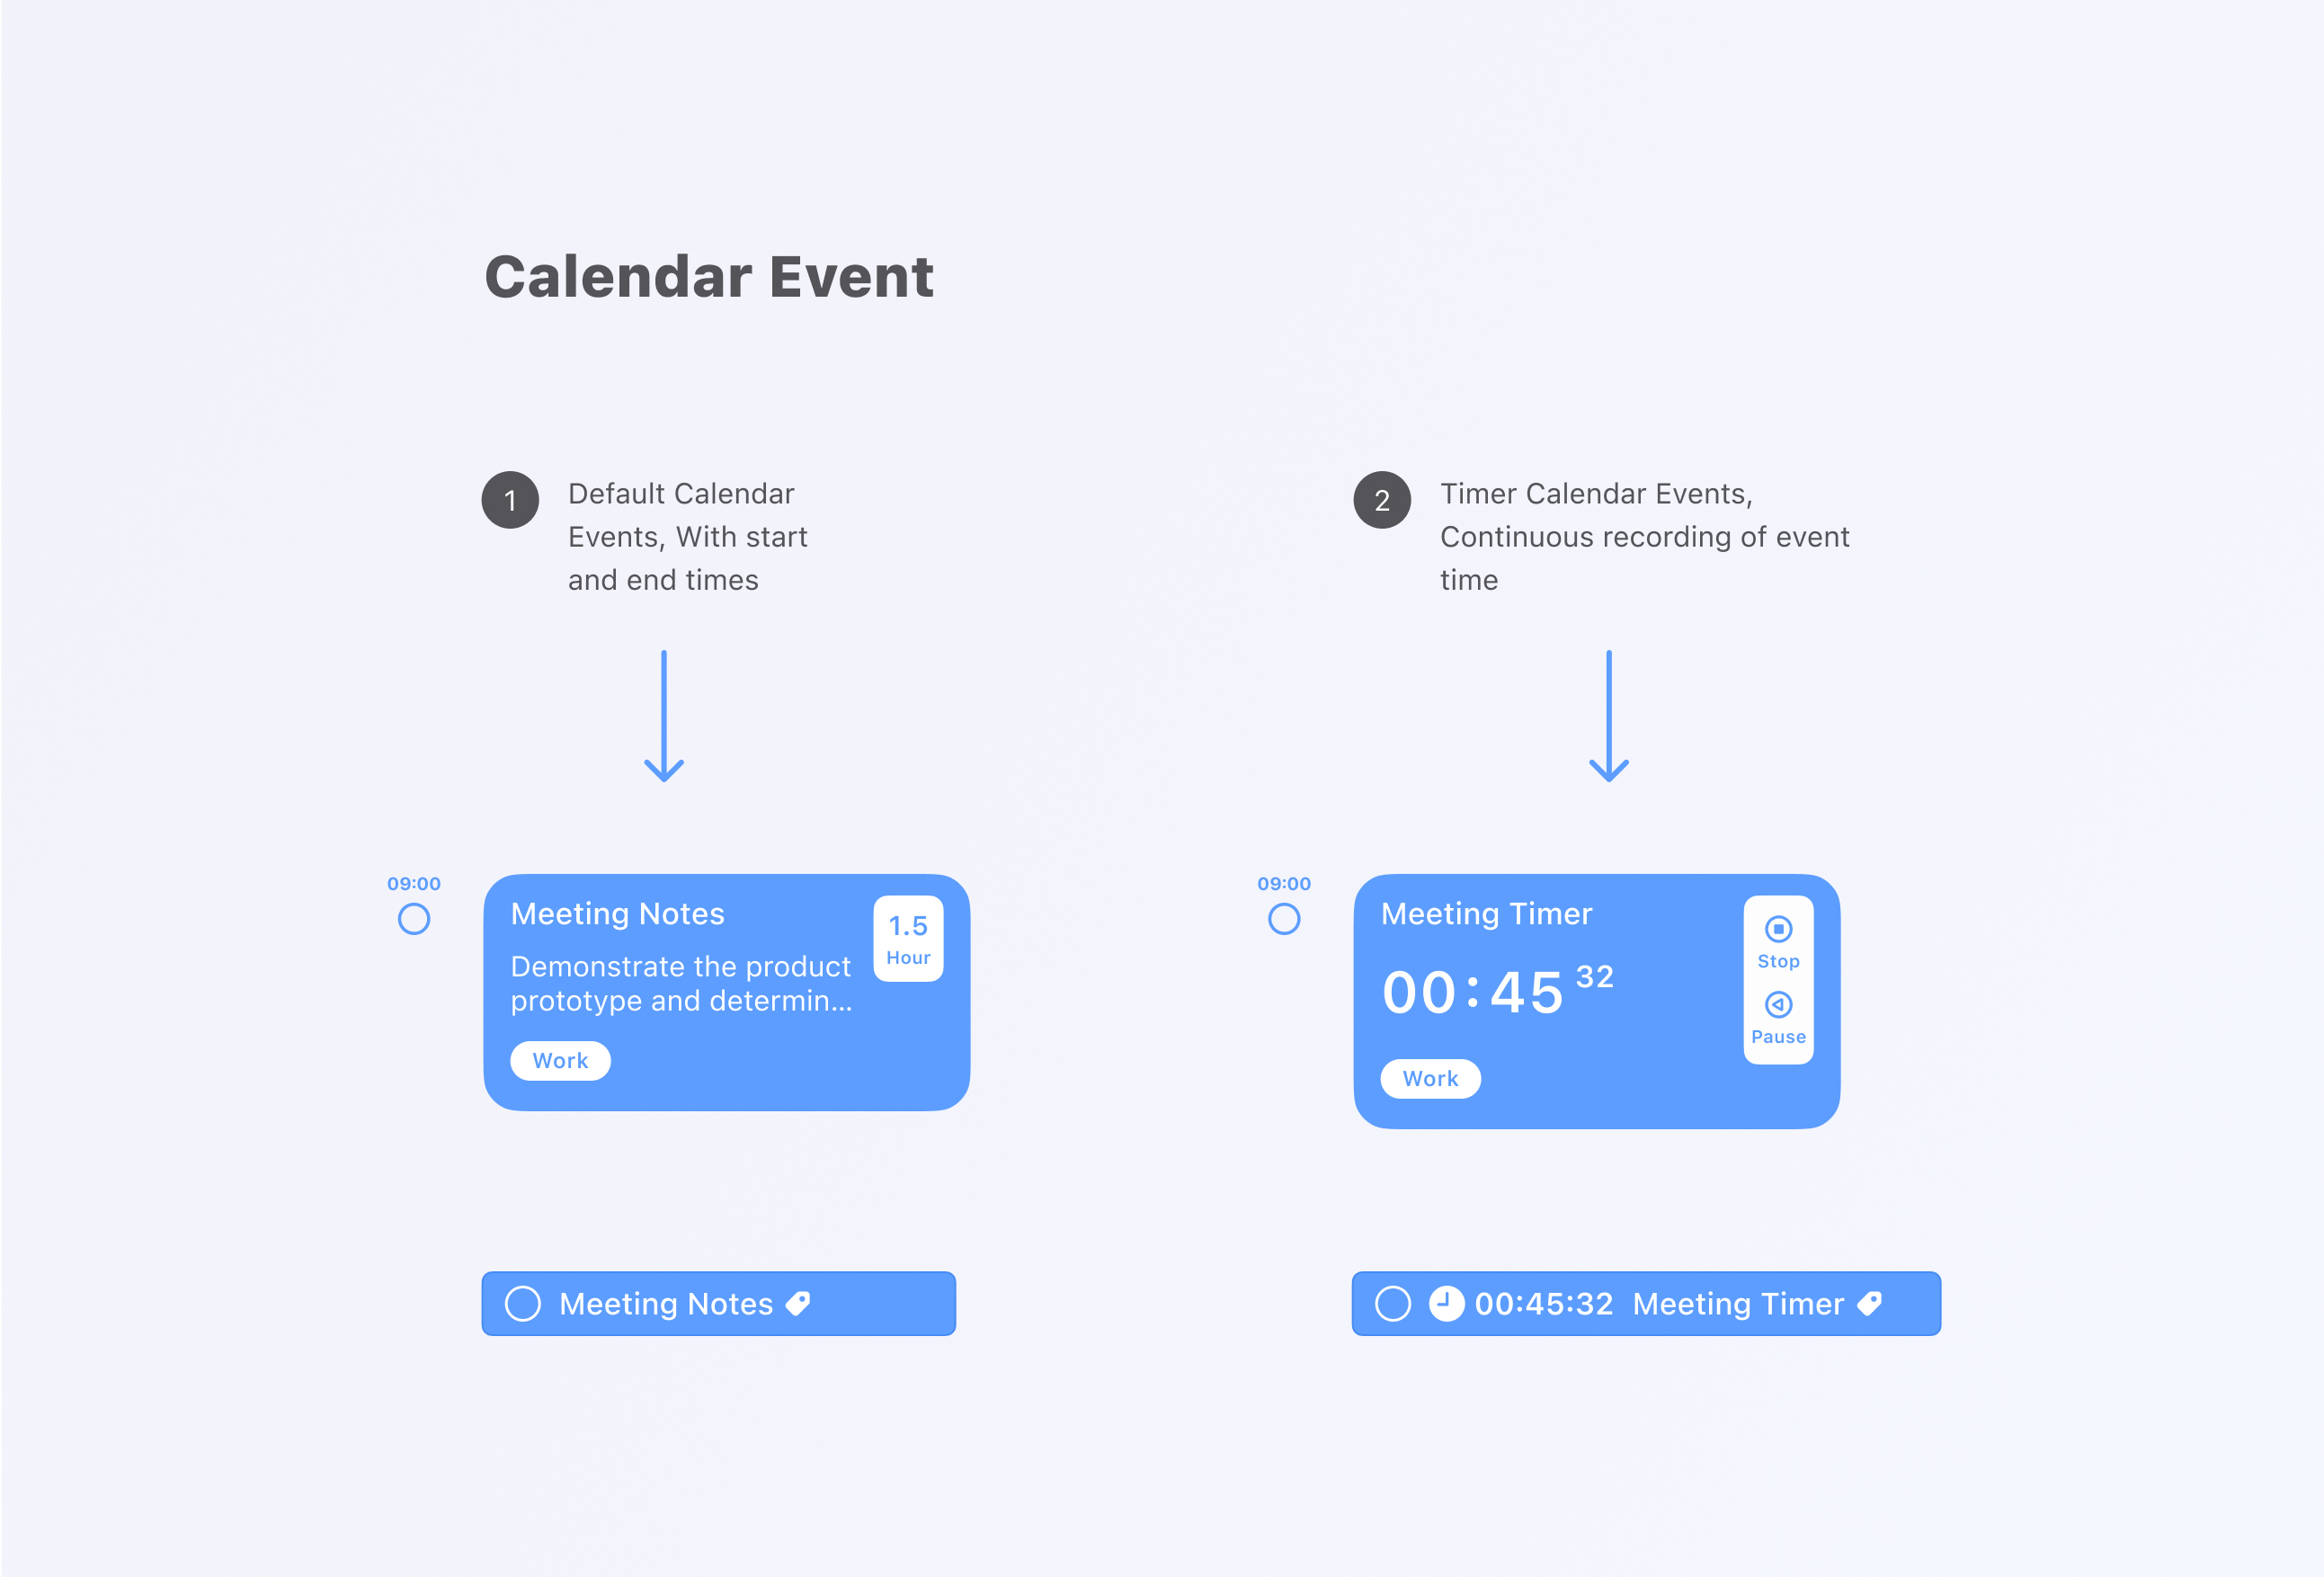 Calendar Event
1
Default Calendar
Events, With start
and end times
2
Timer Calendar Events,
Continuous recording of event
time
09:00
Meeting Notes
1.5
Hour
Demonstrate the product
prototype and determin...
Work
09:00
Meeting Timer
00:45 32
Stop
Pause
Work
Meeting Notes
00:45:32 Meeting Timer